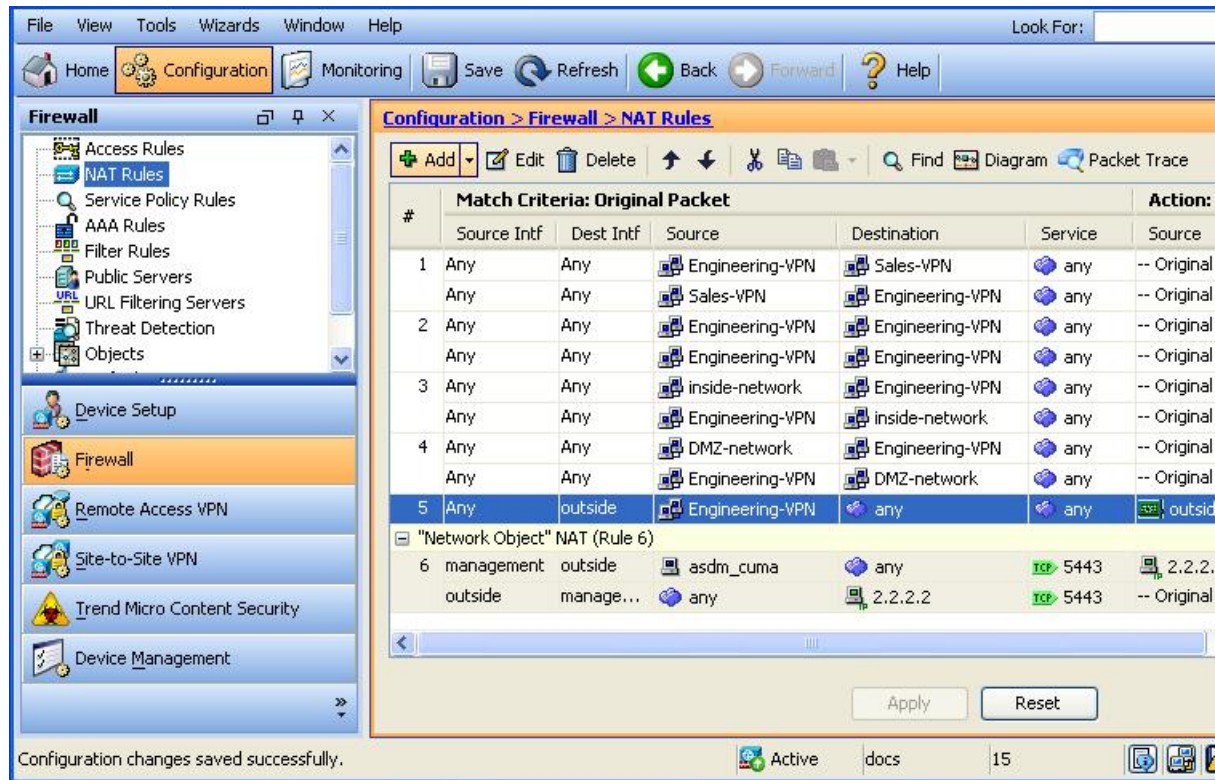 File View Tools Wizards Window Help Look For:
Home Configuration Monitoring Save Refresh Back Forward Help
Firewall
Access Rules
NAT Rules
Service Policy Rules
AAA Rules
Filter Rules
Public Servers
URL Filtering Servers
Threat Detection
Objects
Device Setup
Firewall
Remote Access VPN
Site-to-Site VPN
Trend Micro Content Security
Device Management
Configuration > Firewall > NAT Rules
Add Edit Delete Find Diagram Packet Trace
# Match Criteria: Original Packet Action:
Source Intf Dest Intf Source Destination Service Source
1 Any Any Engineering-VPN Sales-VPN any -- Original
Any Any Sales-VPN Engineering-VPN any -- Original
2 Any Any Engineering-VPN Engineering-VPN any -- Original
Any Any Engineering-VPN Engineering-VPN any -- Original
3 Any Any inside-network Engineering-VPN any -- Original
Any Any Engineering-VPN inside-network any -- Original
4 Any Any DMZ-network Engineering-VPN any -- Original
Any Any Engineering-VPN DMZ-network any -- Original
5 Any outside Engineering-VPN any any outsid
"Network Object" NAT (Rule 6)
6 management outside asdm_cuma any TCP 5443 2.2.2.
outside manage... any 2.2.2.2 TCP 5443 -- Original
Apply Reset
Configuration changes saved successfully. Active docs 15